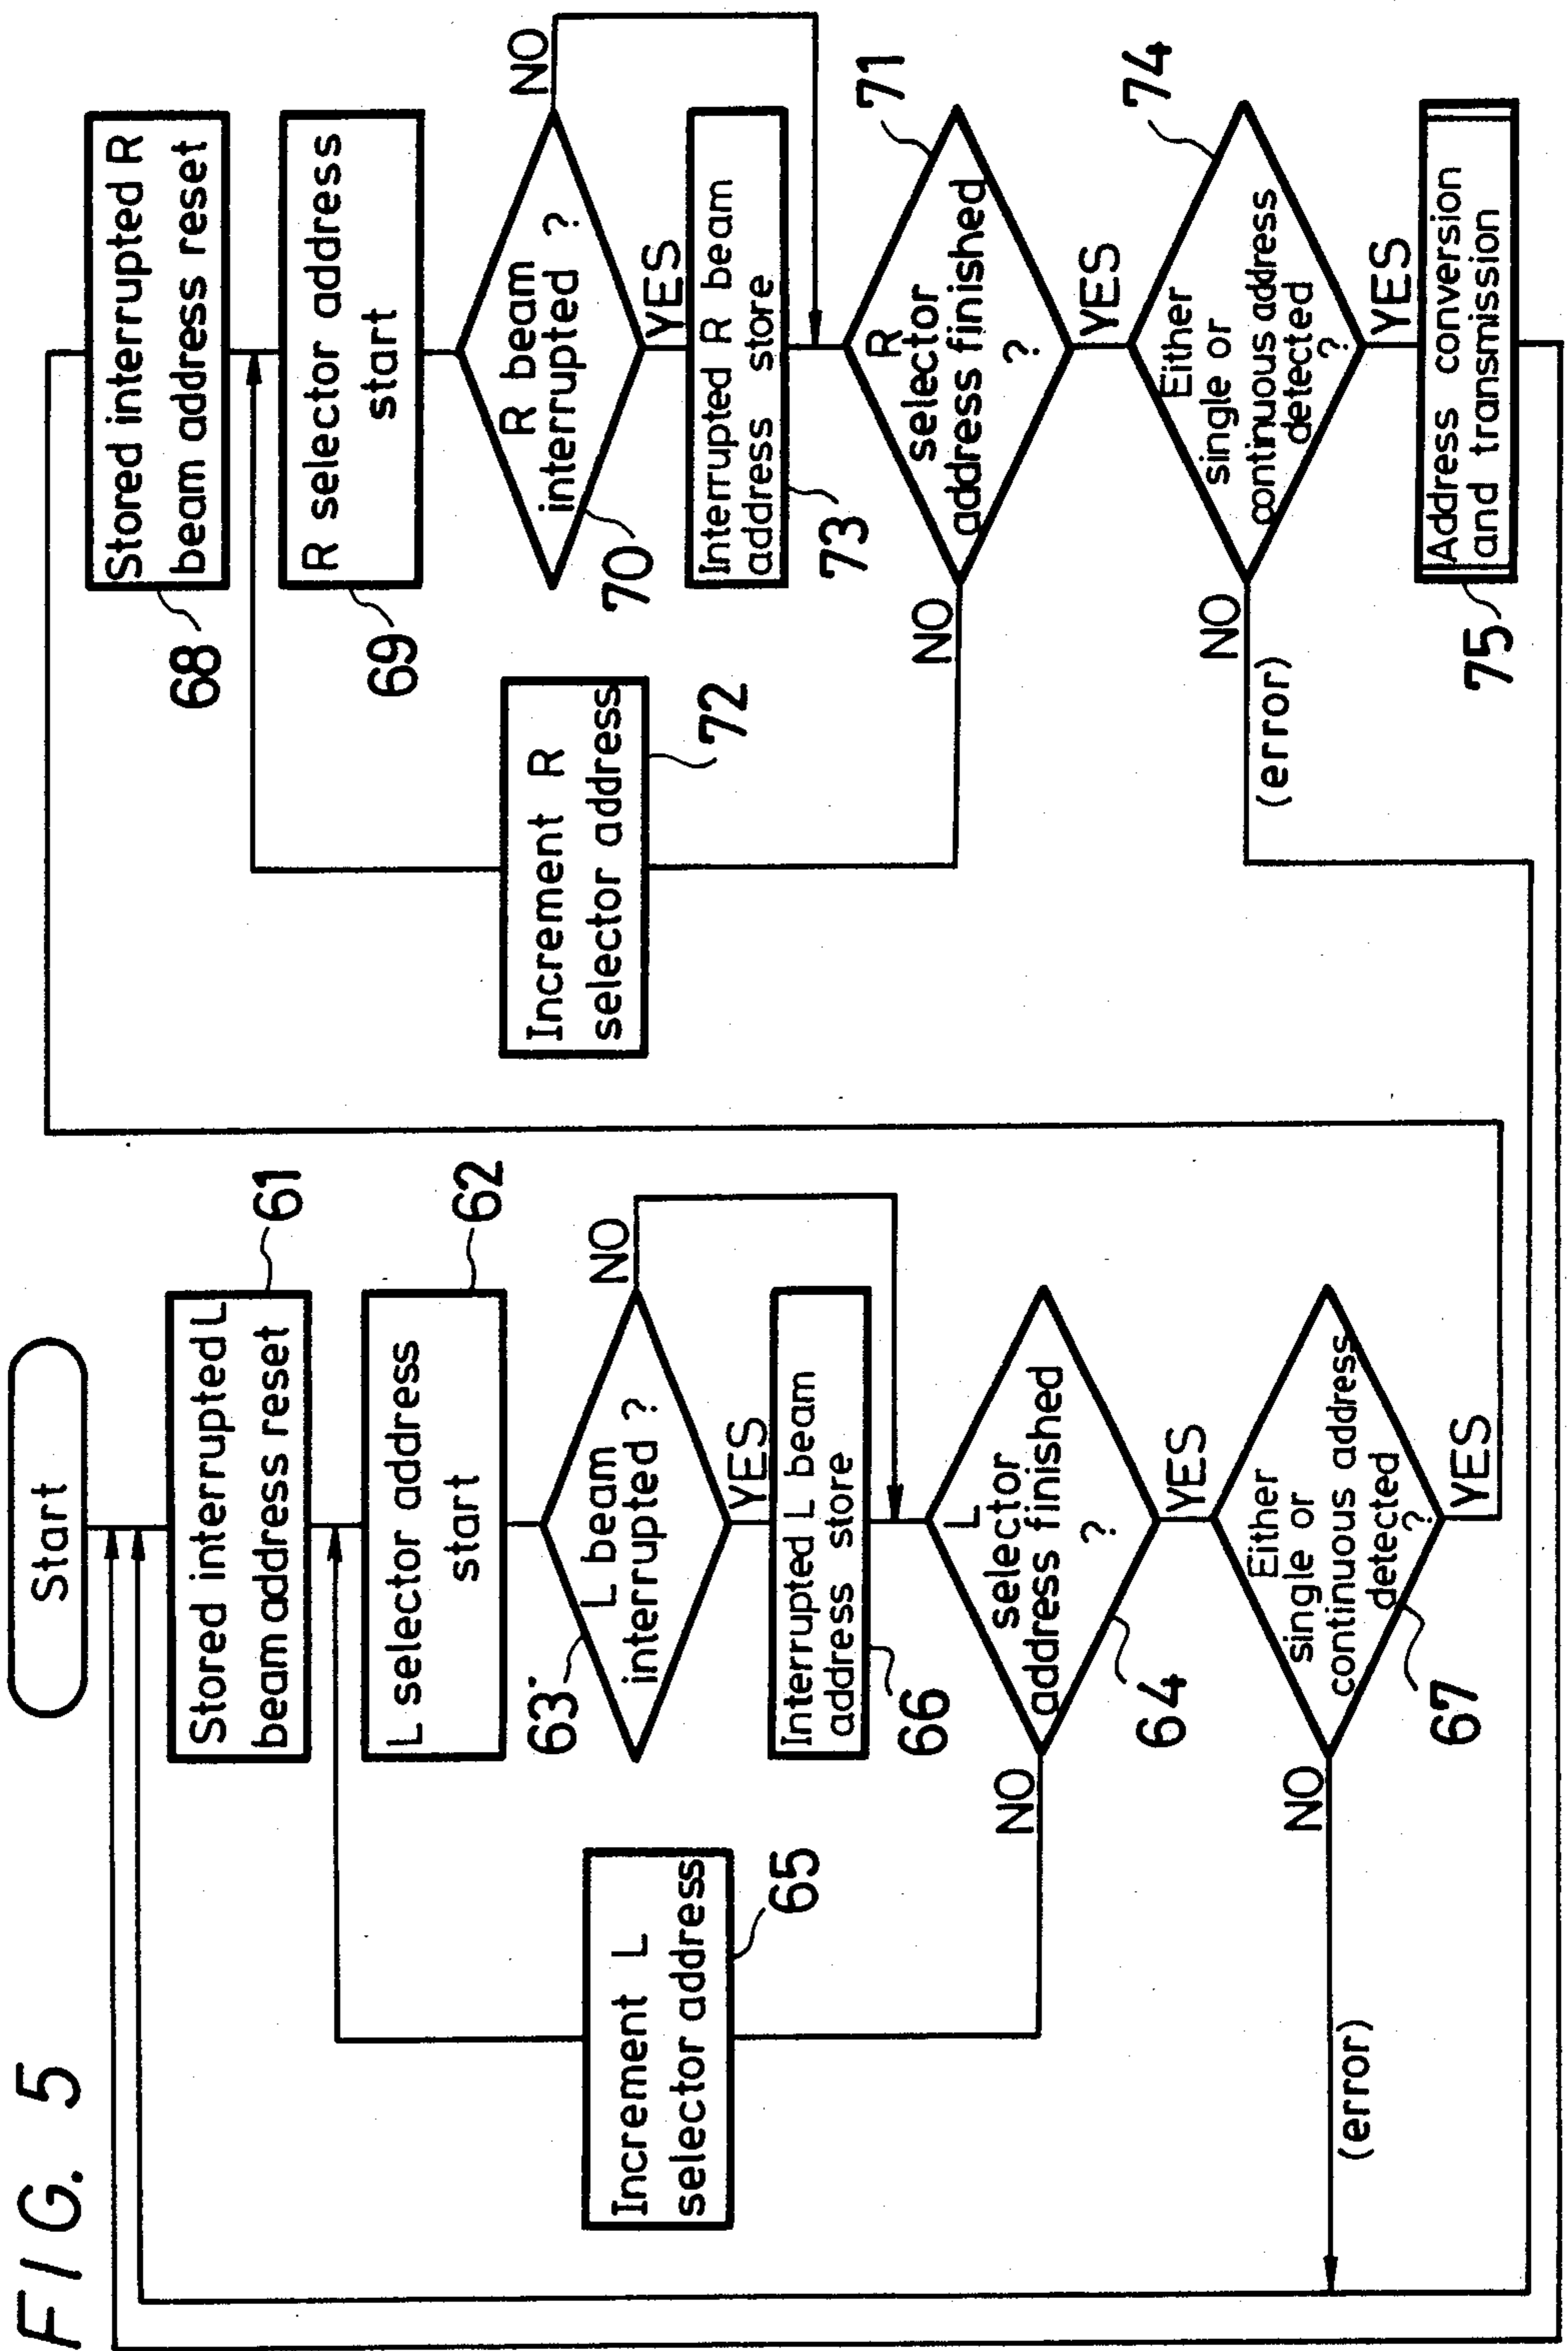 FIG. 5
Start
Stored interrupted L
beam address reset
61
L selector address
start
62
L beam
interrupted ?
63
NO
YES
Interrupted L beam
address store
66
L
selector
address finished
?
64
NO
YES
Increment L
selector address
65
Either
single or
continuous address
detected
?
67
NO
(error)
YES
Stored interrupted R
beam address reset
68
R selector address
start
69
R beam
interrupted ?
70
NO
YES
Interrupted R beam
address store
73
R
selector
address finished
?
71
NO
YES
Increment R
selector address
72
Either
single or
continuous address
detected
?
74
NO
(error)
YES
Address conversion
and transmission
75